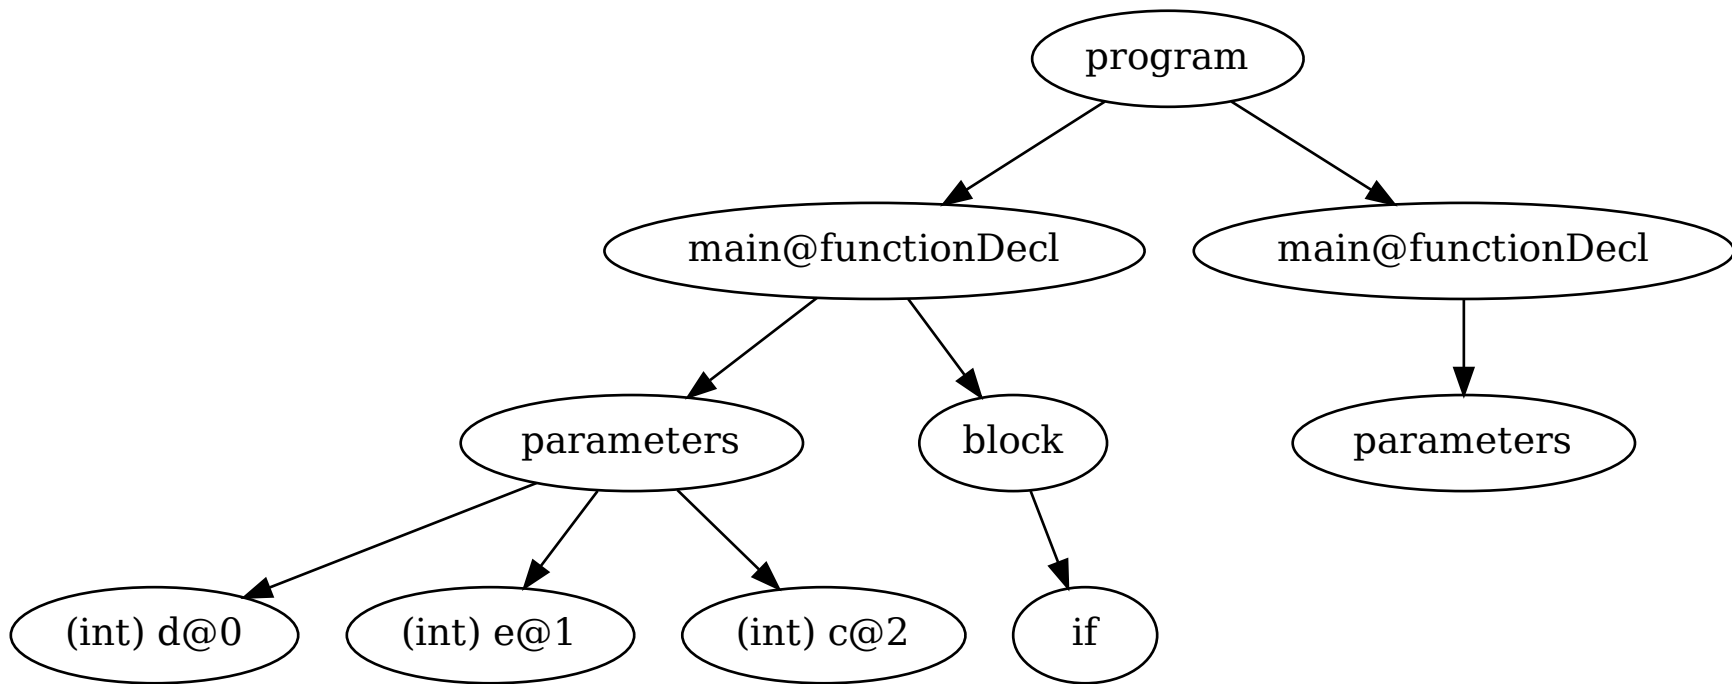 program
main@functionDecl
main@functionDecl
parameters
block
parameters
(int) d@0
(int) e@1
(int) c@2
if